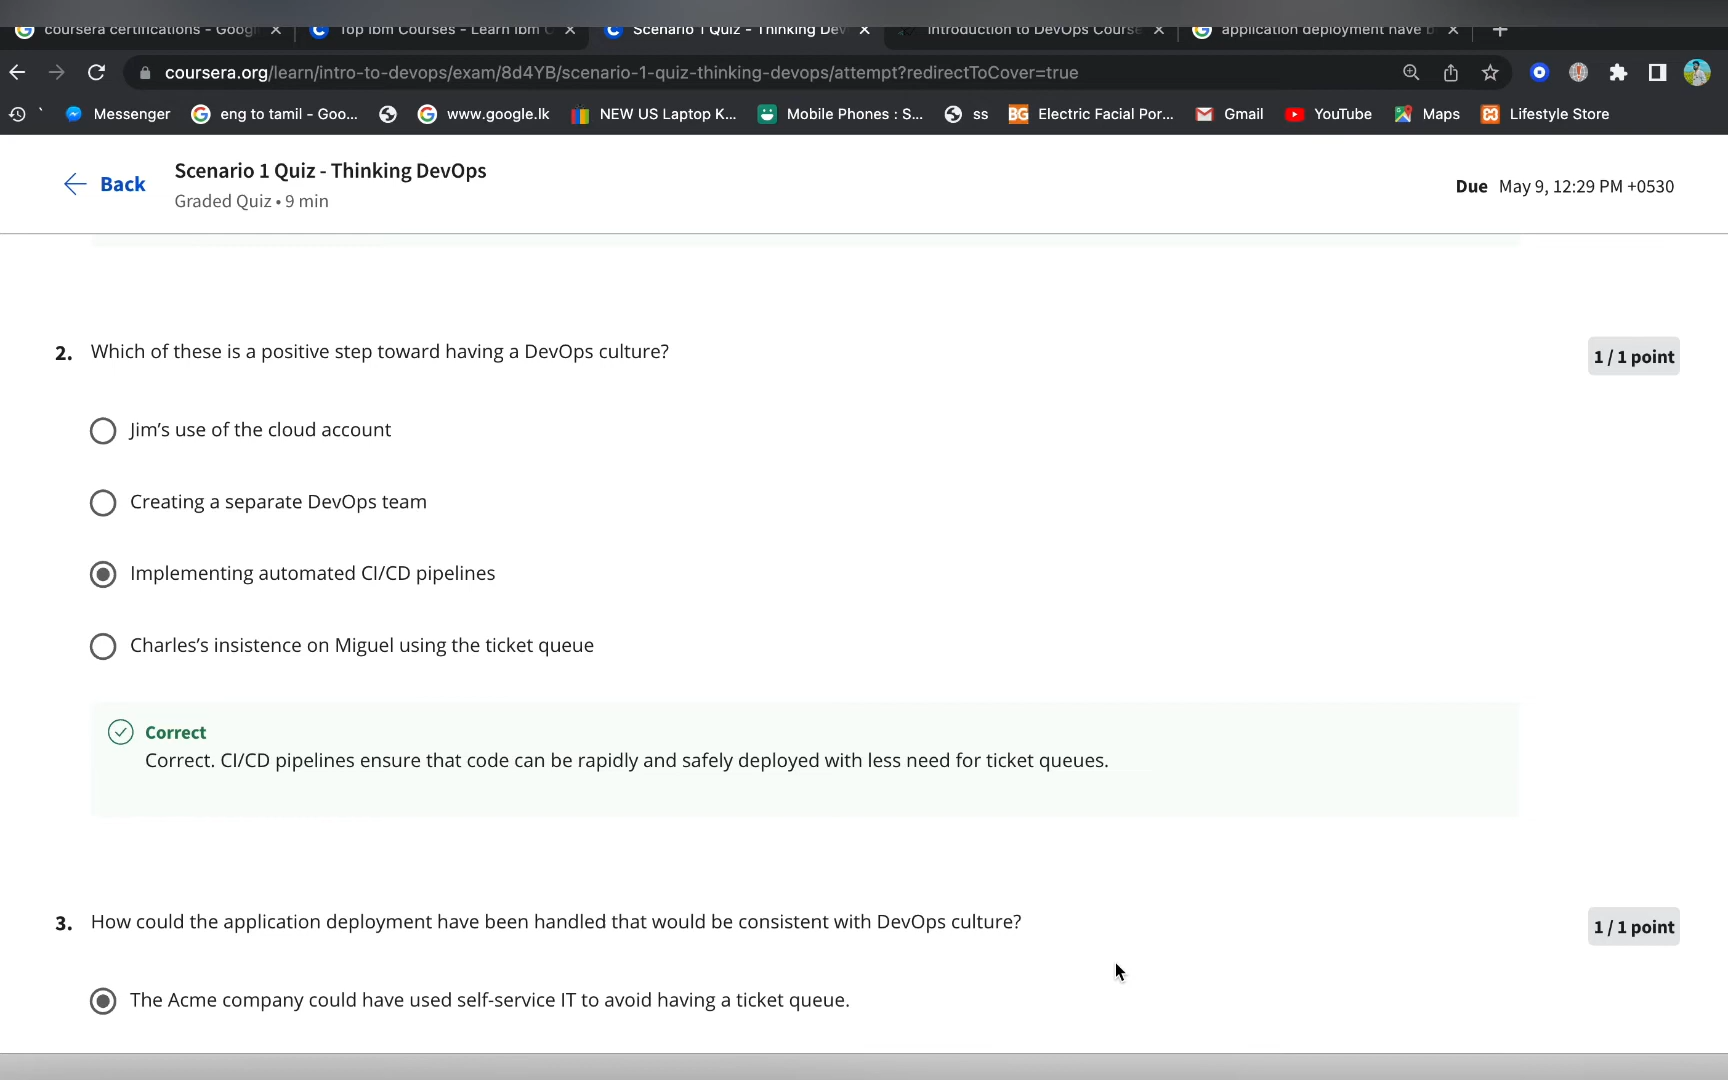 coursera certifications - Googl
Top Ibm Courses - Learn Ibm C
Scenario 1 Quiz - Thinking Dev
Introduction to DevOps Course
application deployment have b
coursera.org/learn/intro-to-devops/exam/8d4YB/scenario-1-quiz-thinking-devops/attempt?redirectToCover=true
Messenger
eng to tamil - Goo...
www.google.lk
NEW US Laptop K...
Mobile Phones : S...
ss
BG
Electric Facial Por...
Gmail
YouTube
Maps
Lifestyle Store
Back
Scenario 1 Quiz - Thinking DevOps
Graded Quiz • 9 min
Due May 9, 12:29 PM +0530
2. Which of these is a positive step toward having a DevOps culture?
1 / 1 point
Jim’s use of the cloud account
Creating a separate DevOps team
Implementing automated CI/CD pipelines
Charles’s insistence on Miguel using the ticket queue
Correct
Correct. CI/CD pipelines ensure that code can be rapidly and safely deployed with less need for ticket queues.
3. How could the application deployment have been handled that would be consistent with DevOps culture?
1 / 1 point
The Acme company could have used self-service IT to avoid having a ticket queue.